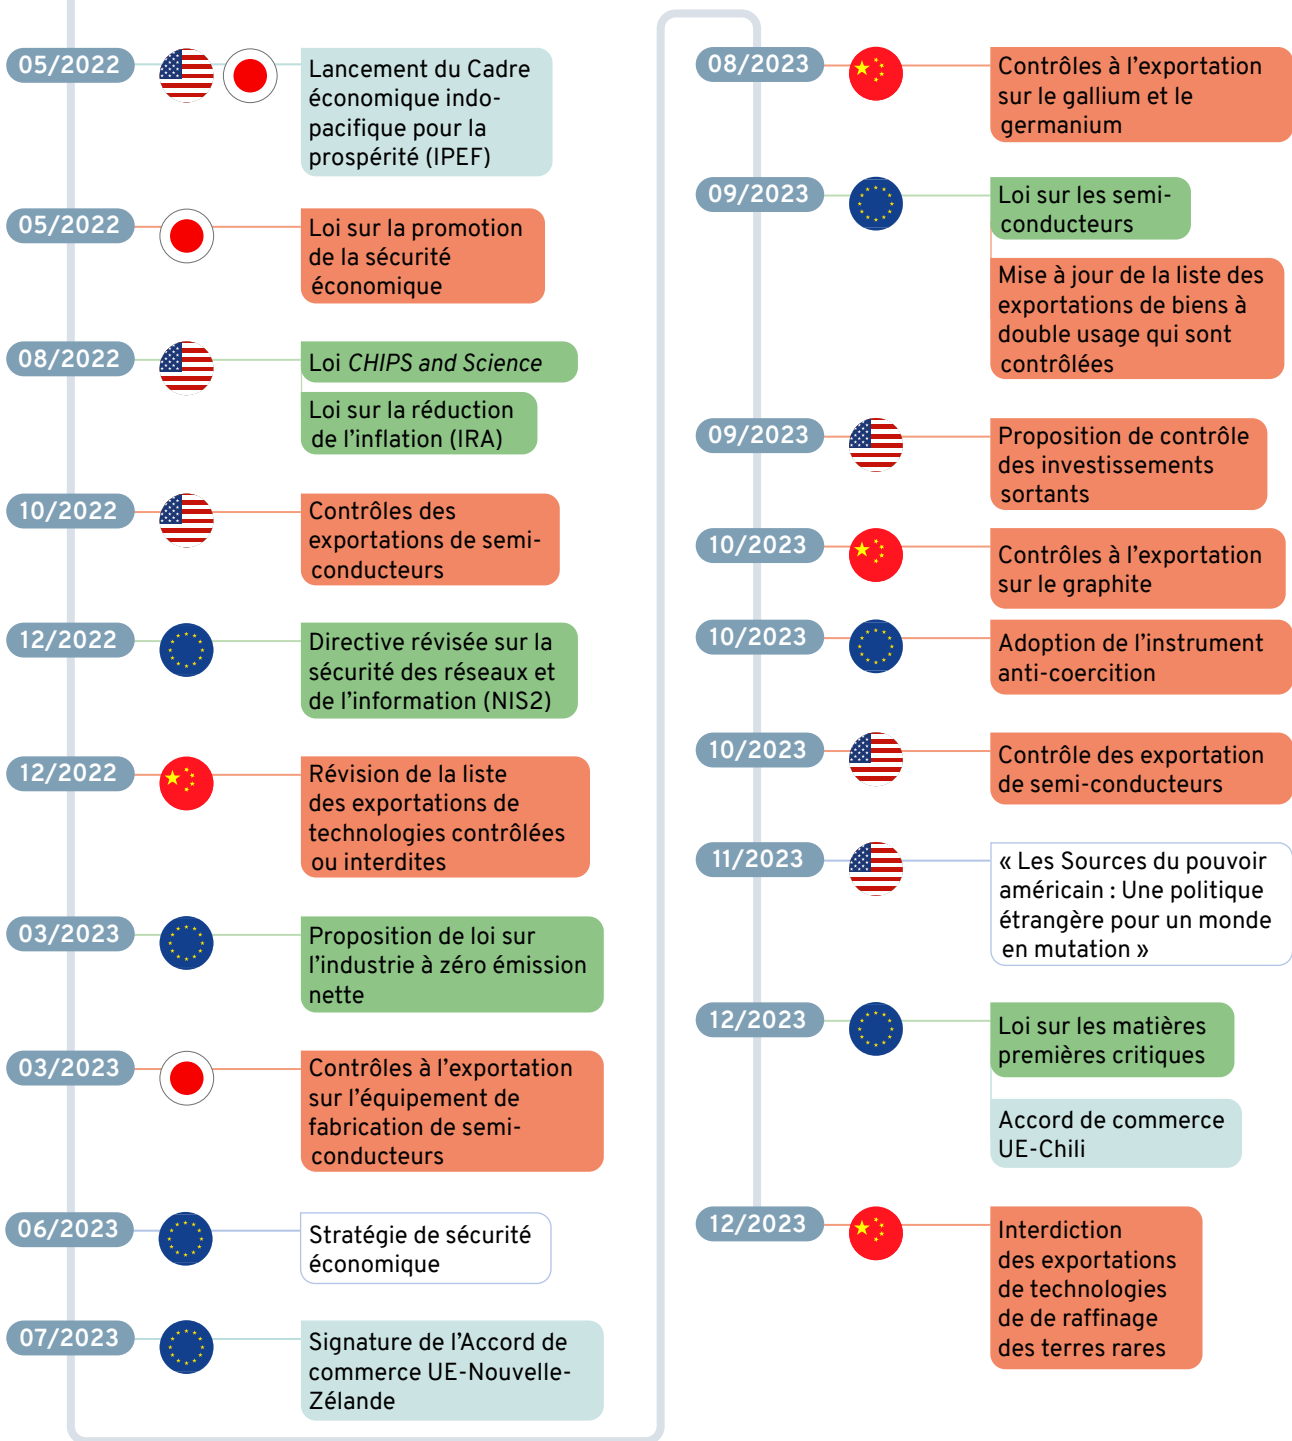 05/2022
Lancement du Cadre
économique indo-
pacifique pour la
prospérité (IPEF)
05/2022
Loi sur la promotion
de la sécurité
économique
08/2022
Loi CHIPS and Science
Loi sur la réduction
de l'inflation (IRA)
10/2022
Contrôles des
exportations de semi-
conducteurs
12/2022
Directive révisée sur la
sécurité des réseaux et
de l'information (NIS2)
12/2022
Révision de la liste
des exportations de
technologies contrôlées
ou interdites
03/2023
Proposition de loi sur
l'industrie à zéro émission
nette
03/2023
Contrôles à l'exportation
sur l'équipement de
fabrication de semi-
conducteurs
06/2023
Stratégie de sécurité
économique
07/2023
Signature de l'Accord de
commerce UE-Nouvelle-
Zélande
08/2023
Contrôles à l'exportation
sur le gallium et le
germanium
09/2023
Loi sur les semi-
conducteurs
Mise à jour de la liste des
exportations de biens à
double usage qui sont
contrôlées
09/2023
Proposition de contrôle
des investissements
sortants
10/2023
Contrôles à l'exportation
sur le graphite
10/2023
Adoption de l'instrument
anti-coercition
10/2023
Contrôle des exportation
de semi-conducteurs
11/2023
« Les Sources du pouvoir
américain : Une politique
étrangère pour un monde
en mutation »
12/2023
Loi sur les matières
premières critiques
Accord de commerce
UE-Chili
12/2023
Interdiction
des exportations
de technologies
de de raffinage
des terres rares